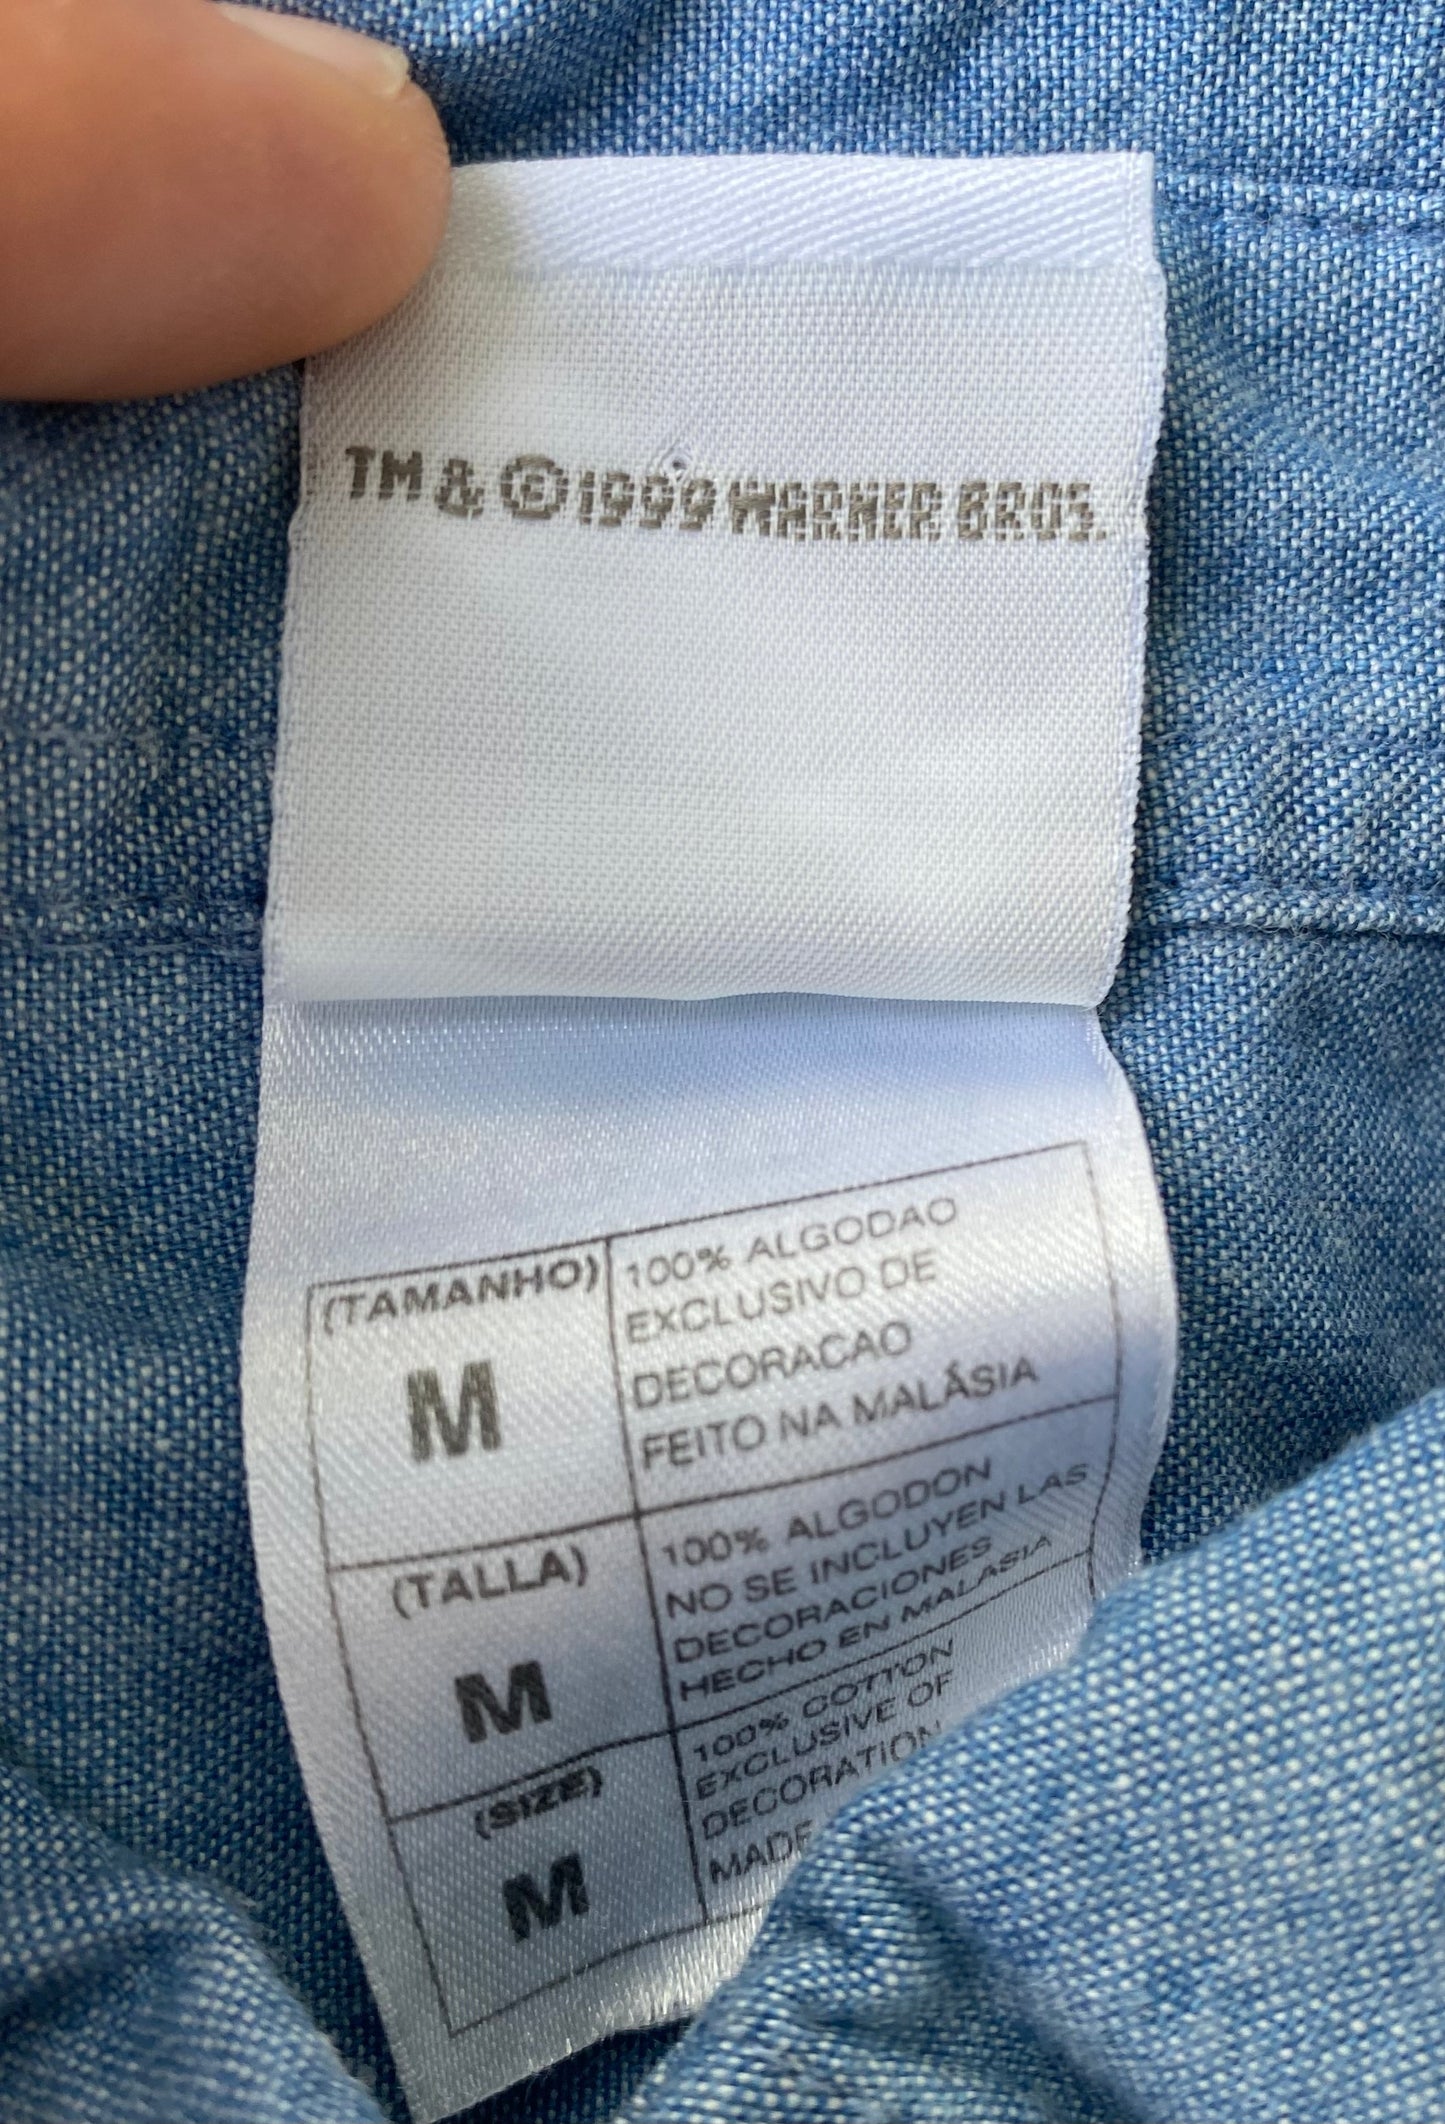 TM & © 1999 WARNER BROS.
(TAMANHO)
M
100% ALGODAO
EXCLUSIVO DE
DECORACAO
FEITO NA MALÁSIA
(TALLA)
M
100% ALGODON
NO SE INCLUYEN LAS
DECORACIONES
HECHO EN MALASIA
(SIZE)
M
100% COTTON
EXCLUSIVE OF
DECORATION
MADE